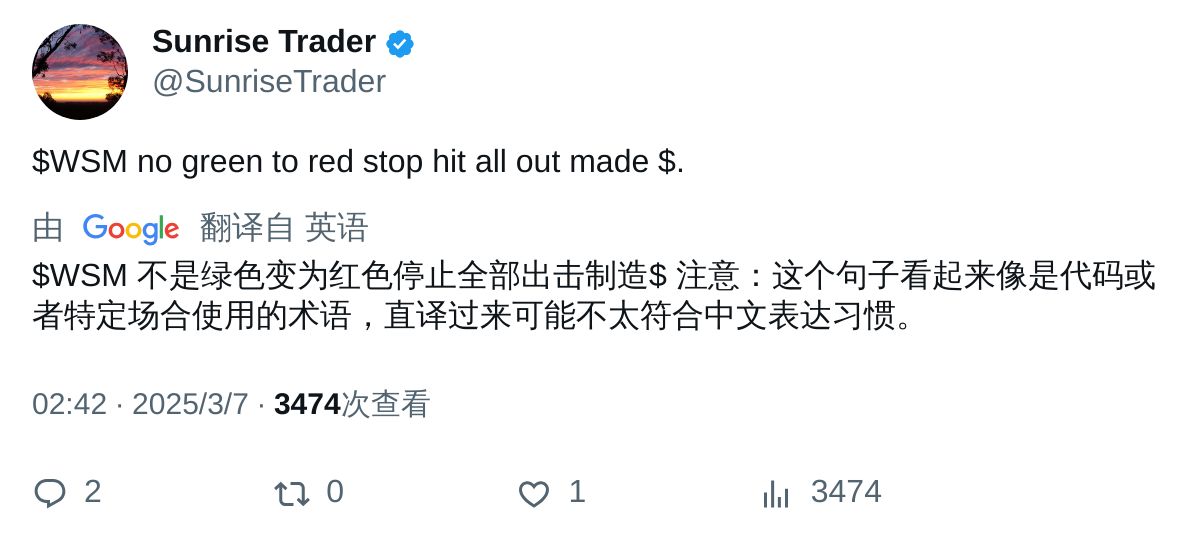 Sunrise Trader
@SunriseTrader
$WSM no green to red stop hit all out made $.
由 Google 翻译自 英语
$WSM 不是绿色变为红色停止全部出击制造$ 注意：这个句子看起来像是代码或
者特定场合使用的术语，直译过来可能不太符合中文表达习惯。
02:42 · 2025/3/7 · 3474次查看
2 0 1 3474